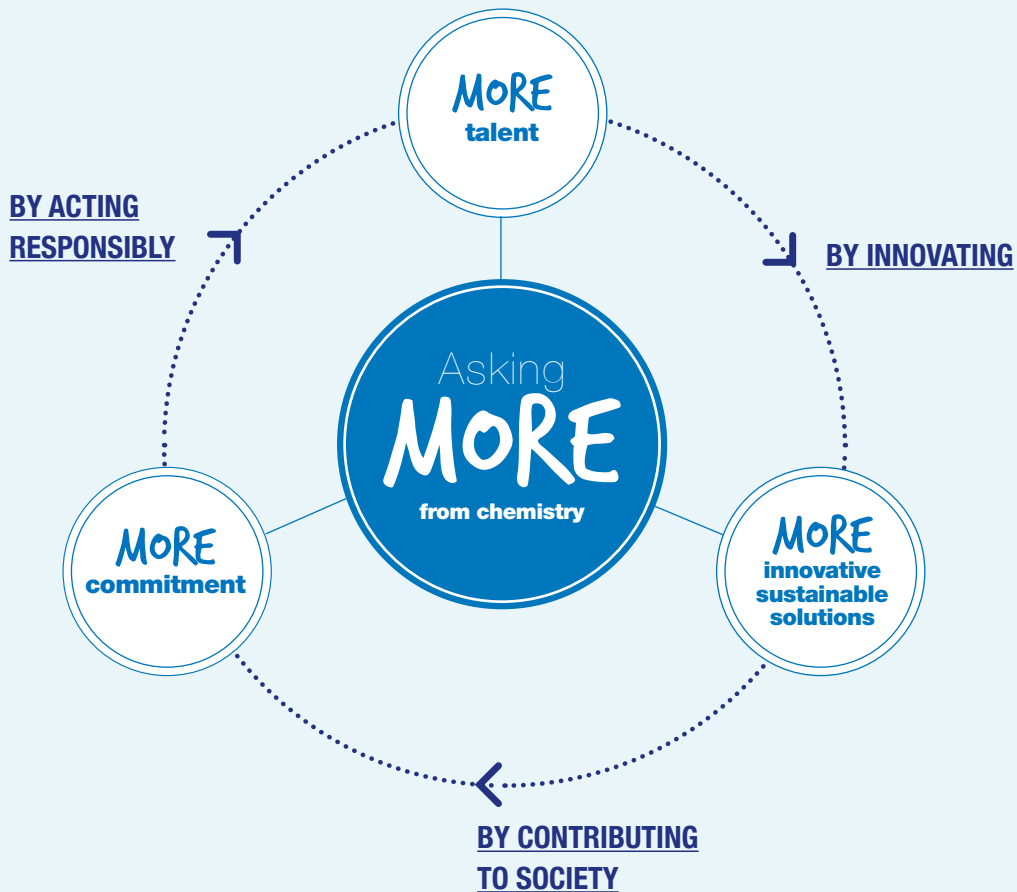 MORE
talent
BY ACTING
RESPONSIBLY
BY INNOVATING
Asking
MORE
from chemistry
MORE
commitment
MORE
innovative
sustainable
solutions
BY CONTRIBUTING
TO SOCIETY